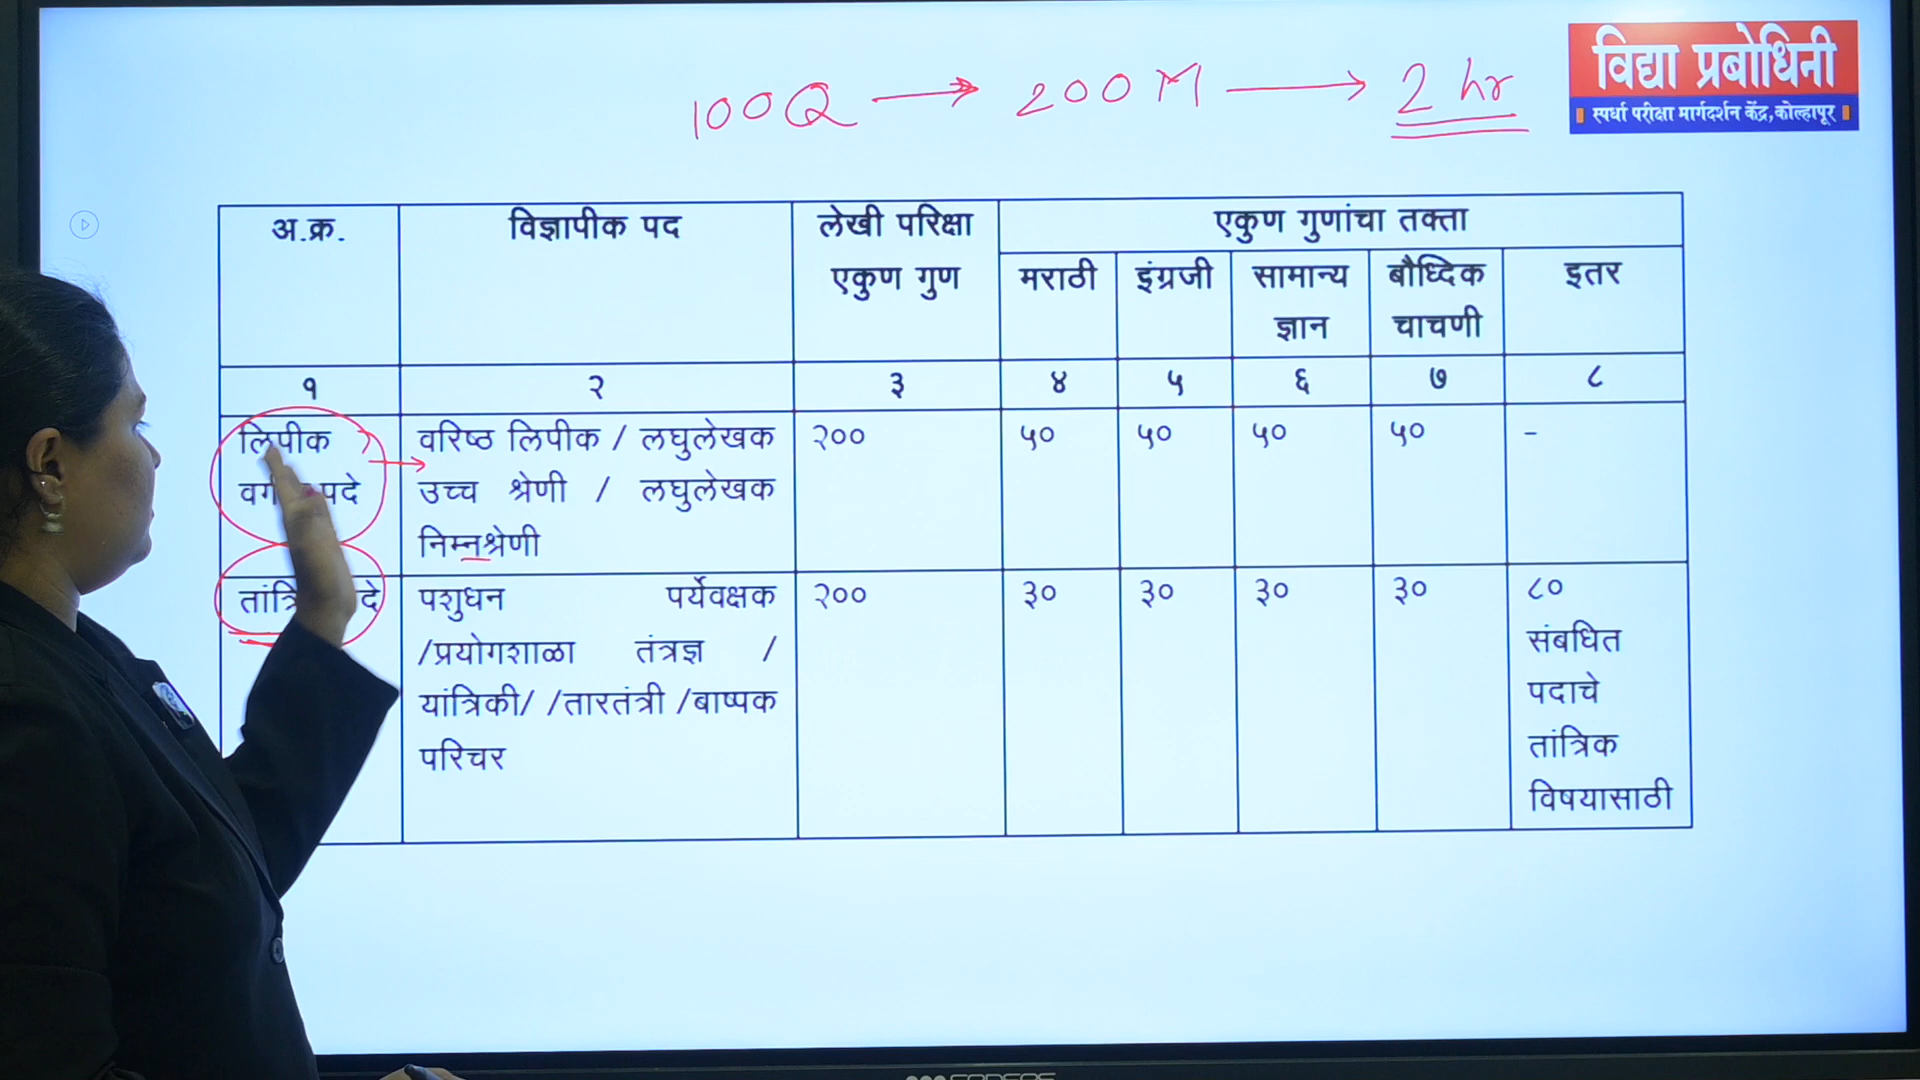 100Q → 200 M → 2 hr
विद्या प्रबोधिनी
स्पर्धा परीक्षा मार्गदर्शन केंद्र,कोल्हापूर
अ.क्र.
विज्ञापीक पद
लेखी परिक्षा
एकुण गुण
एकुण गुणांचा तक्ता
मराठी
इंग्रजी
सामान्य
ज्ञान
बौध्दिक
चाचणी
इतर
१ २ ३ ४ ५ ६ ७ ८
लिपीक
पदे
वरिष्ठ लिपीक / लघुलेखक
उच्च श्रेणी / लघुलेखक
निम्नश्रेणी
२०० ५० ५० ५० ५० -
पशुधन पर्यवेक्षक
/प्रयोगशाळा तंत्रज्ञ /
यांत्रिकी/ /तारतंत्री /बाष्पक
परिचर
२०० ३० ३० ३० ३०
८०
संबधित
पदाचे
तांत्रिक
विषयासाठी